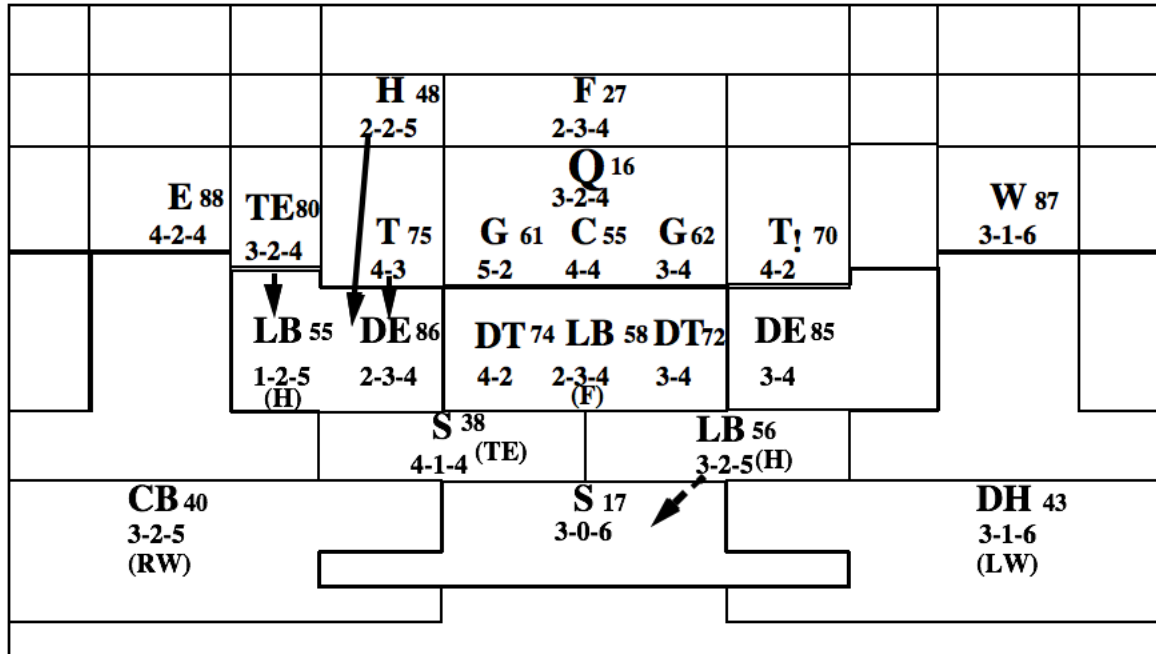 H 48 F 27
2-2-5 2-3-4
Q 16
E 88 TE80 3-2-4 W 87
T 75 G 61 C 55 G 62 T! 70
4-2-4 3-2-4 3-1-6
4-3 5-2 4-4 3-4 4-2
LB 55 DE 86 DT 74 LB 58 DT 72 DE 85
1-2-5 2-3-4 4-2 2-3-4 3-4 3-4
(H) (F)
S 38 (TE) LB 56
4-1-4 3-2-5 (H)
CB 40 S 17 DH 43
3-2-5 3-0-6 3-1-6
(RW) (LW)